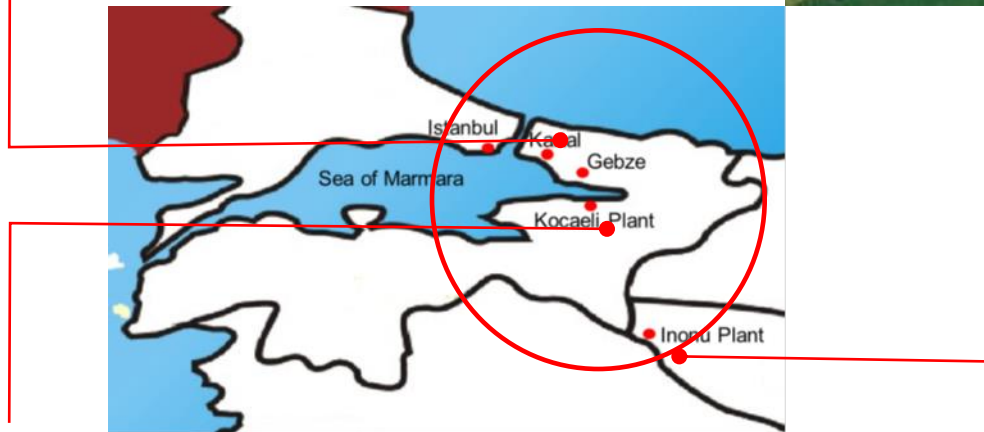 Istanbul
Gebze
Sea of Marmara
Kocaeli Plant
Inonu Plant